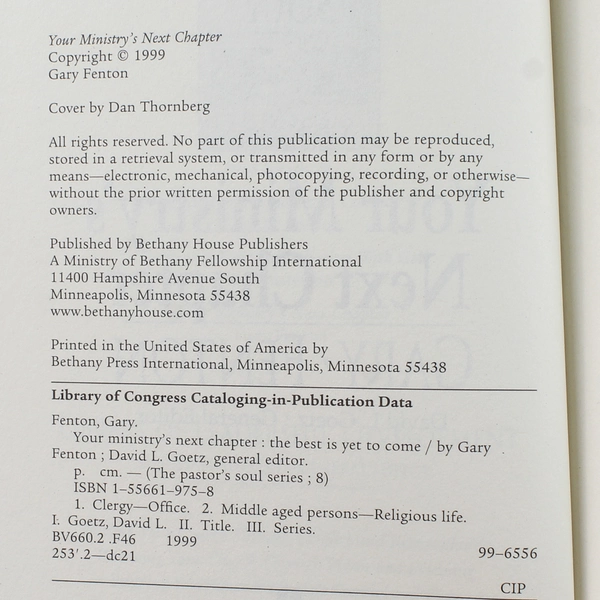 Your Ministry's Next Chapter
Copyright © 1999
Gary Fenton
Cover by Dan Thornberg
All rights reserved. No part of this publication may be reproduced,
stored in a retrieval system, or transmitted in any form or by any
means—electronic, mechanical, photocopying, recording, or otherwise—
without the prior written permission of the publisher and copyright
owners.
Published by Bethany House Publishers
A Ministry of Bethany Fellowship International
11400 Hampshire Avenue South
Minneapolis, Minnesota 55438
www.bethanyhouse.com
Printed in the United States of America by
Bethany Press International, Minneapolis, Minnesota 55438
Library of Congress Cataloging-in-Publication Data
Fenton, Gary.
Your ministry's next chapter : the best is yet to come / by Gary
Fenton ; David L. Goetz, general editor.
p. cm. — (The pastor's soul series ; 8)
ISBN 1–55661–975–8
1. Clergy—Office. 2. Middle aged persons—Religious life.
I. Goetz, David L. II. Title. III. Series.
BV660.2 .F46 1999
253'.2—dc21 99–6556
CIP